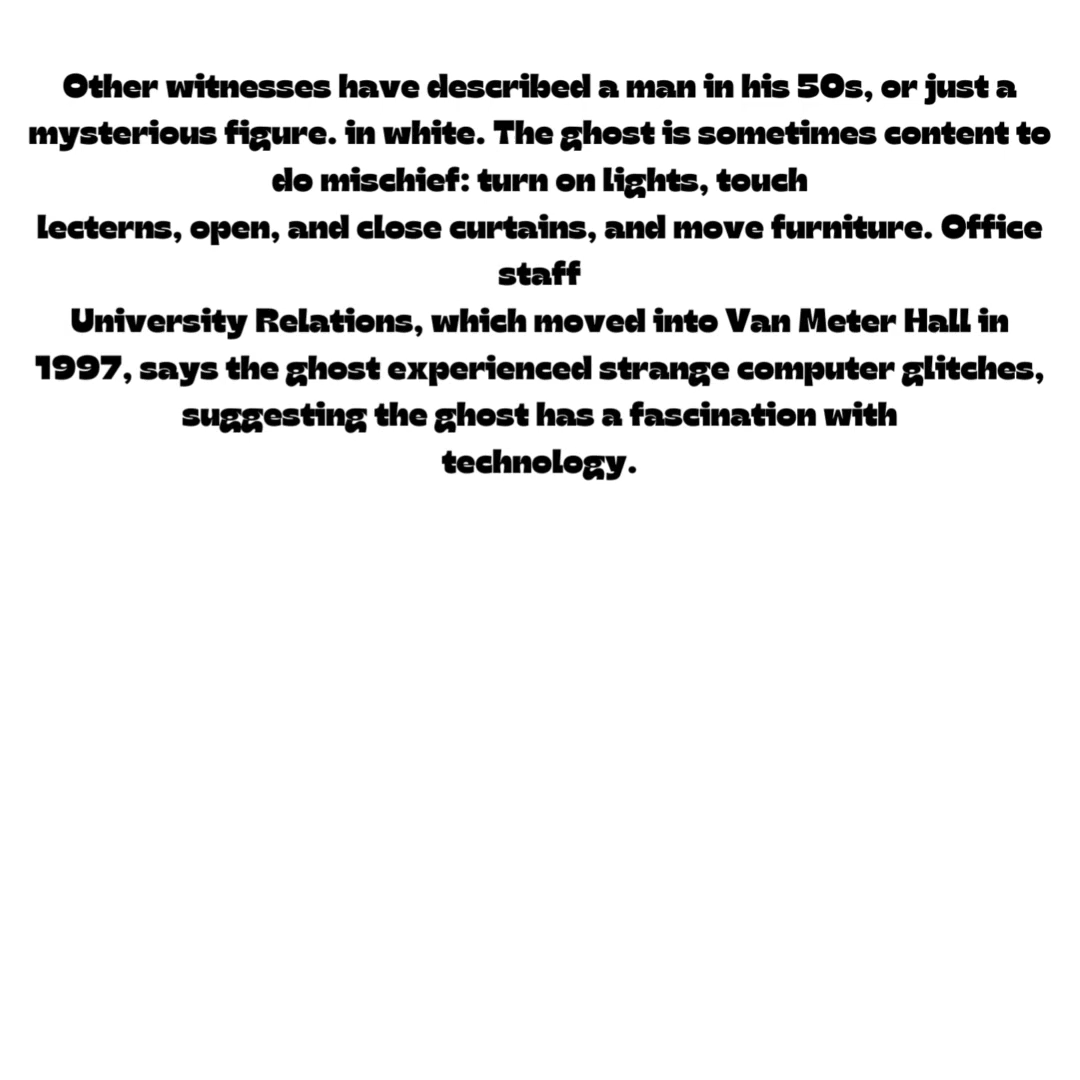 Other witnesses have described a man in his 50s, or just a
mysterious figure. in white. The ghost is sometimes content to
do mischief: turn on lights, touch
lecterns, open, and close curtains, and move furniture. Office
staff
University Relations, which moved into Van Meter Hall in
1997, says the ghost experienced strange computer glitches,
suggesting the ghost has a fascination with
technology.